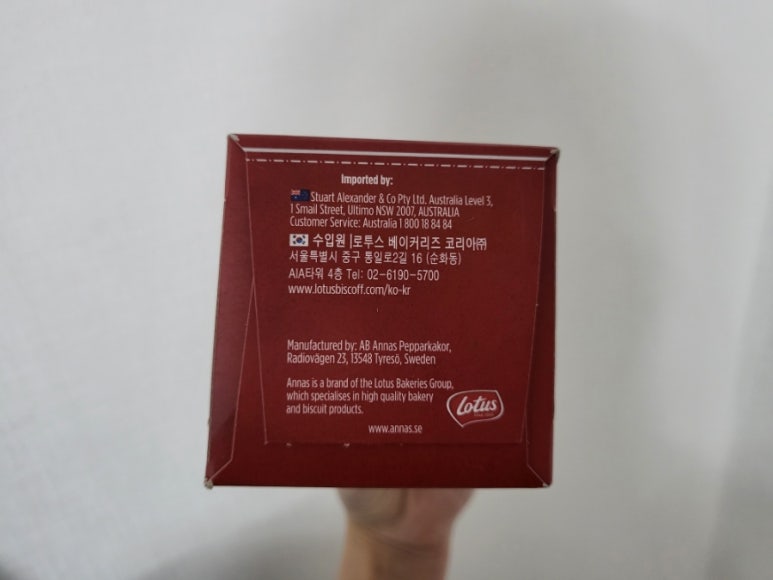 Imported by:
Stuart Alexander & Co Pty Ltd. Australia Level 3,
1 Smail Street, Ultimo NSW 2007, AUSTRALIA
Customer Service: Australia 1 800 18 84 84
수입원 |로투스 베이커리즈 코리아㈜
서울특별시 중구 통일로2길 16 (순화동)
AIA타워 4층 Tel: 02-6190-5700
www.lotusbiscoff.com/ko-kr
Manufactured by: AB Annas Pepparkakor,
Radiovägen 23, 13548 Tyresö, Sweden
Annas is a brand of the Lotus Bakeries Group,
which specialises in high quality bakery
and biscuit products.
Lotus
www.annas.se